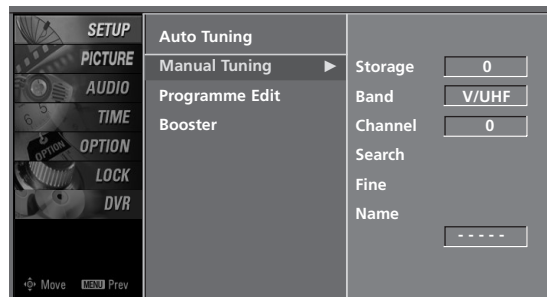 SETUP
PICTURE
AUDIO
TIME
OPTION
LOCK
DVR
Move MENU Prev
Auto Tuning
Manual Tuning ▶
Programme Edit
Booster
Storage 0
Band V/UHF
Channel 0
Search
Fine
Name
- - - - -